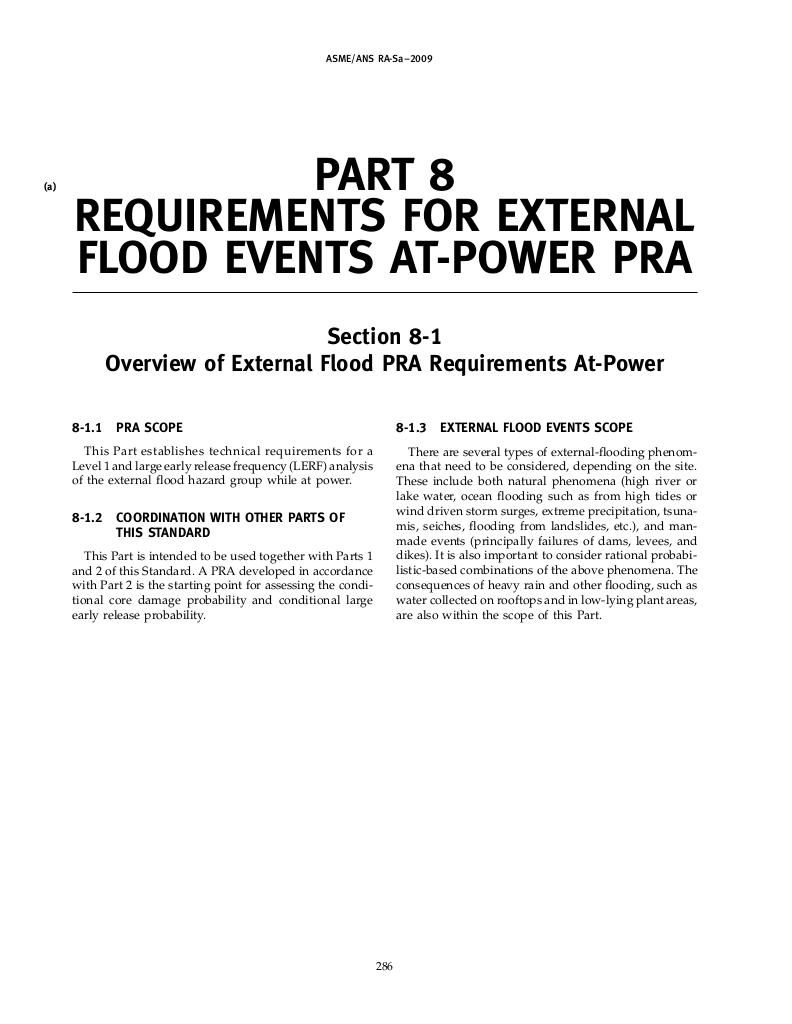 ASME/ANS RA-Sa–2009
(a)
PART 8
REQUIREMENTS FOR EXTERNAL
FLOOD EVENTS AT-POWER PRA
Section 8-1
Overview of External Flood PRA Requirements At-Power
8-1.1 PRA SCOPE
This Part establishes technical requirements for a
Level 1 and large early release frequency (LERF) analysis
of the external flood hazard group while at power.
8-1.2 COORDINATION WITH OTHER PARTS OF
THIS STANDARD
This Part is intended to be used together with Parts 1
and 2 of this Standard. A PRA developed in accordance
with Part 2 is the starting point for assessing the condi-
tional core damage probability and conditional large
early release probability.
8-1.3 EXTERNAL FLOOD EVENTS SCOPE
There are several types of external-flooding phenom-
ena that need to be considered, depending on the site.
These include both natural phenomena (high river or
lake water, ocean flooding such as from high tides or
wind driven storm surges, extreme precipitation, tsuna-
mis, seiches, flooding from landslides, etc.), and man-
made events (principally failures of dams, levees, and
dikes). It is also important to consider rational probabi-
listic-based combinations of the above phenomena. The
consequences of heavy rain and other flooding, such as
water collected on rooftops and in low-lying plant areas,
are also within the scope of this Part.
286